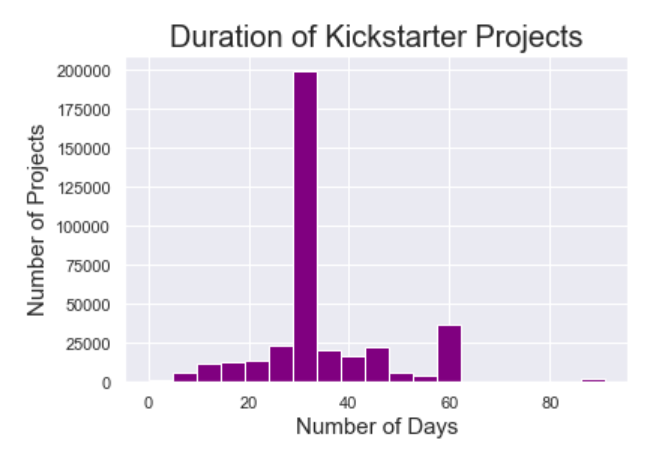 Duration of Kickstarter Projects
200000
175000
150000
125000
100000
75000
50000
25000
0
Number of Projects
0 20 40 60 80
Number of Days